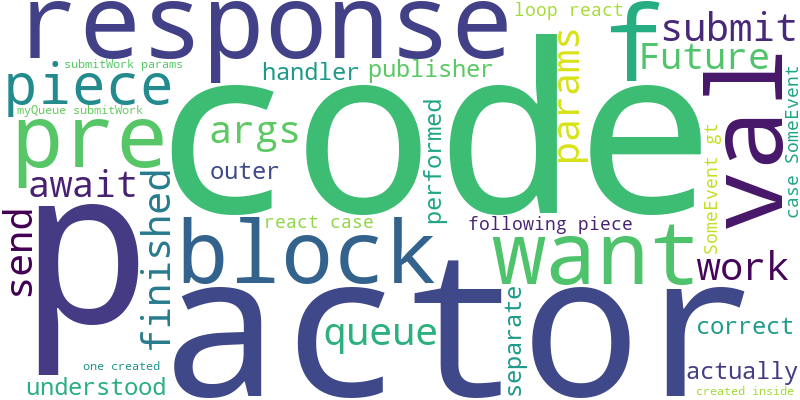 response
loop react
submit
f
params
Future
submitWork params
handler
publisher
piece
val
case SomeEvent
myQueue submitWork
pre
code
args
performed
await
outer
finished
SomeEvent gt
p
send
react case
following piece
block
want
work
actor
queue
separate
correct
one created
actually
understood
created inside